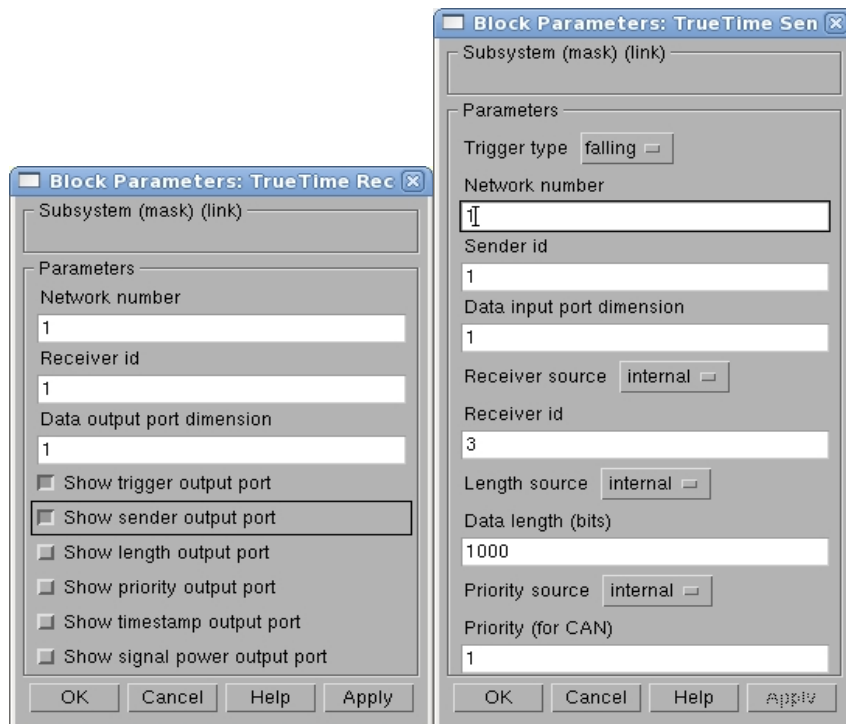 Block Parameters: TrueTime Rec
Subsystem (mask) (link)
Parameters
Network number
1
Receiver id
1
Data output port dimension
1
Show trigger output port
Show sender output port
Show length output port
Show priority output port
Show timestamp output port
Show signal power output port
OK Cancel Help Apply
Block Parameters: TrueTime Sen
Subsystem (mask) (link)
Parameters
Trigger type falling
Network number
1
Sender id
1
Data input port dimension
1
Receiver source internal
Receiver id
3
Length source internal
Data length (bits)
1000
Priority source internal
Priority (for CAN)
1
OK Cancel Help Apply